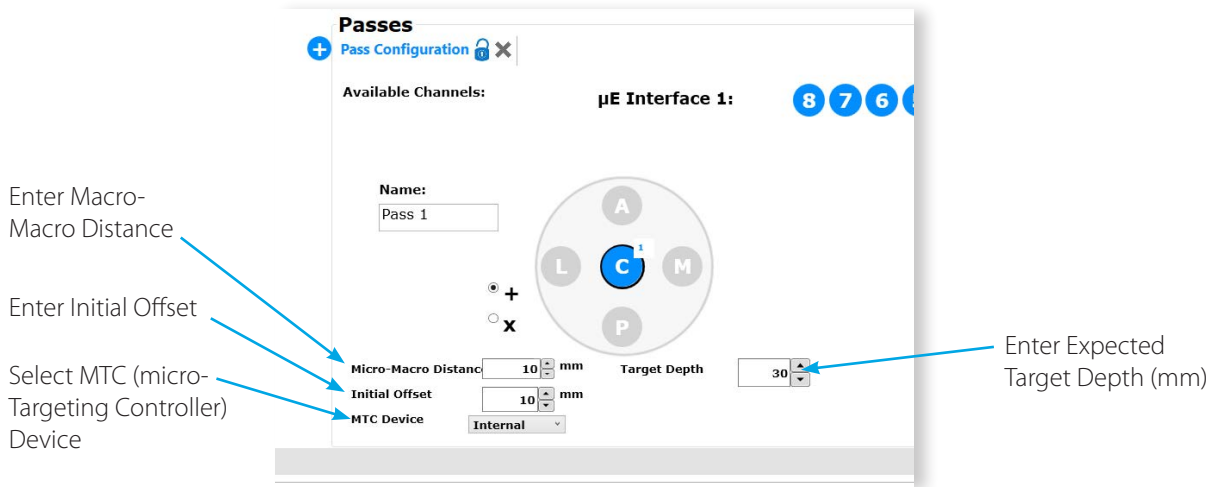 Passes
Pass Configuration
Available Channels:
µE Interface 1:
8 7 6
Name:
Pass 1
A
L C 1 M
P
+
x
Micro-Macro Distanc 10 mm
Target Depth 30
Initial Offset 10 mm
MTC Device Internal
Enter Macro-
Macro Distance
Enter Initial Offset
Select MTC (micro-
Targeting Controller)
Device
Enter Expected
Target Depth (mm)